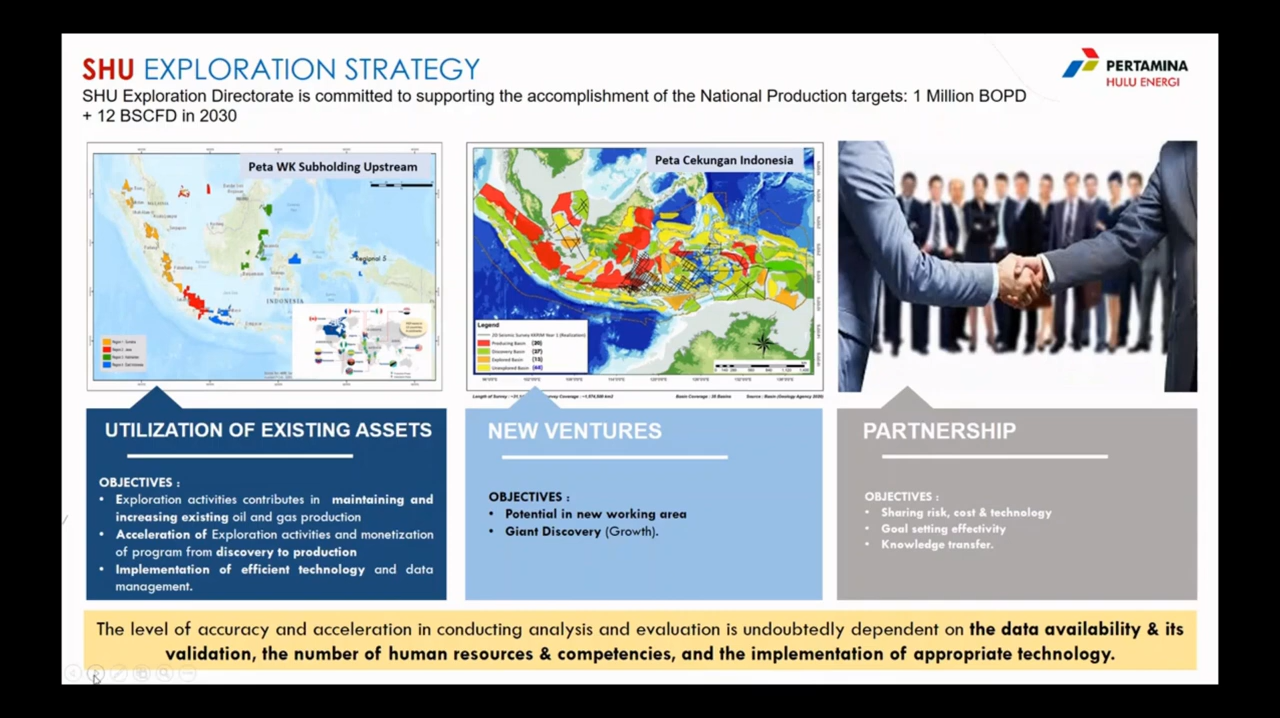 SHU EXPLORATION STRATEGY
SHU Exploration Directorate is committed to supporting the accomplishment of the National Production targets: 1 Million BOPD
+ 12 BSCFD in 2030
PERTAMINA
HULU ENERGI
Peta WK Subholding Upstream
Regional 5
INDONESIA
Peta Cekungan Indonesia
Legend
Producing Basin (20)
Discovery Basin (27)
Explored Basin
Unexplored Basin
UTILIZATION OF EXISTING ASSETS
OBJECTIVES :
• Exploration activities contributes in maintaining and
increasing existing oil and gas production
• Acceleration of Exploration activities and monetization
of program from discovery to production
• Implementation of efficient technology and data
management.
NEW VENTURES
OBJECTIVES :
• Potential in new working area
• Giant Discovery (Growth).
PARTNERSHIP
OBJECTIVES :
• Sharing risk, cost & technology
• Goal setting effectivity
• Knowledge transfer.
The level of accuracy and acceleration in conducting analysis and evaluation is undoubtedly dependent on the data availability & its
validation, the number of human resources & competencies, and the implementation of appropriate technology.